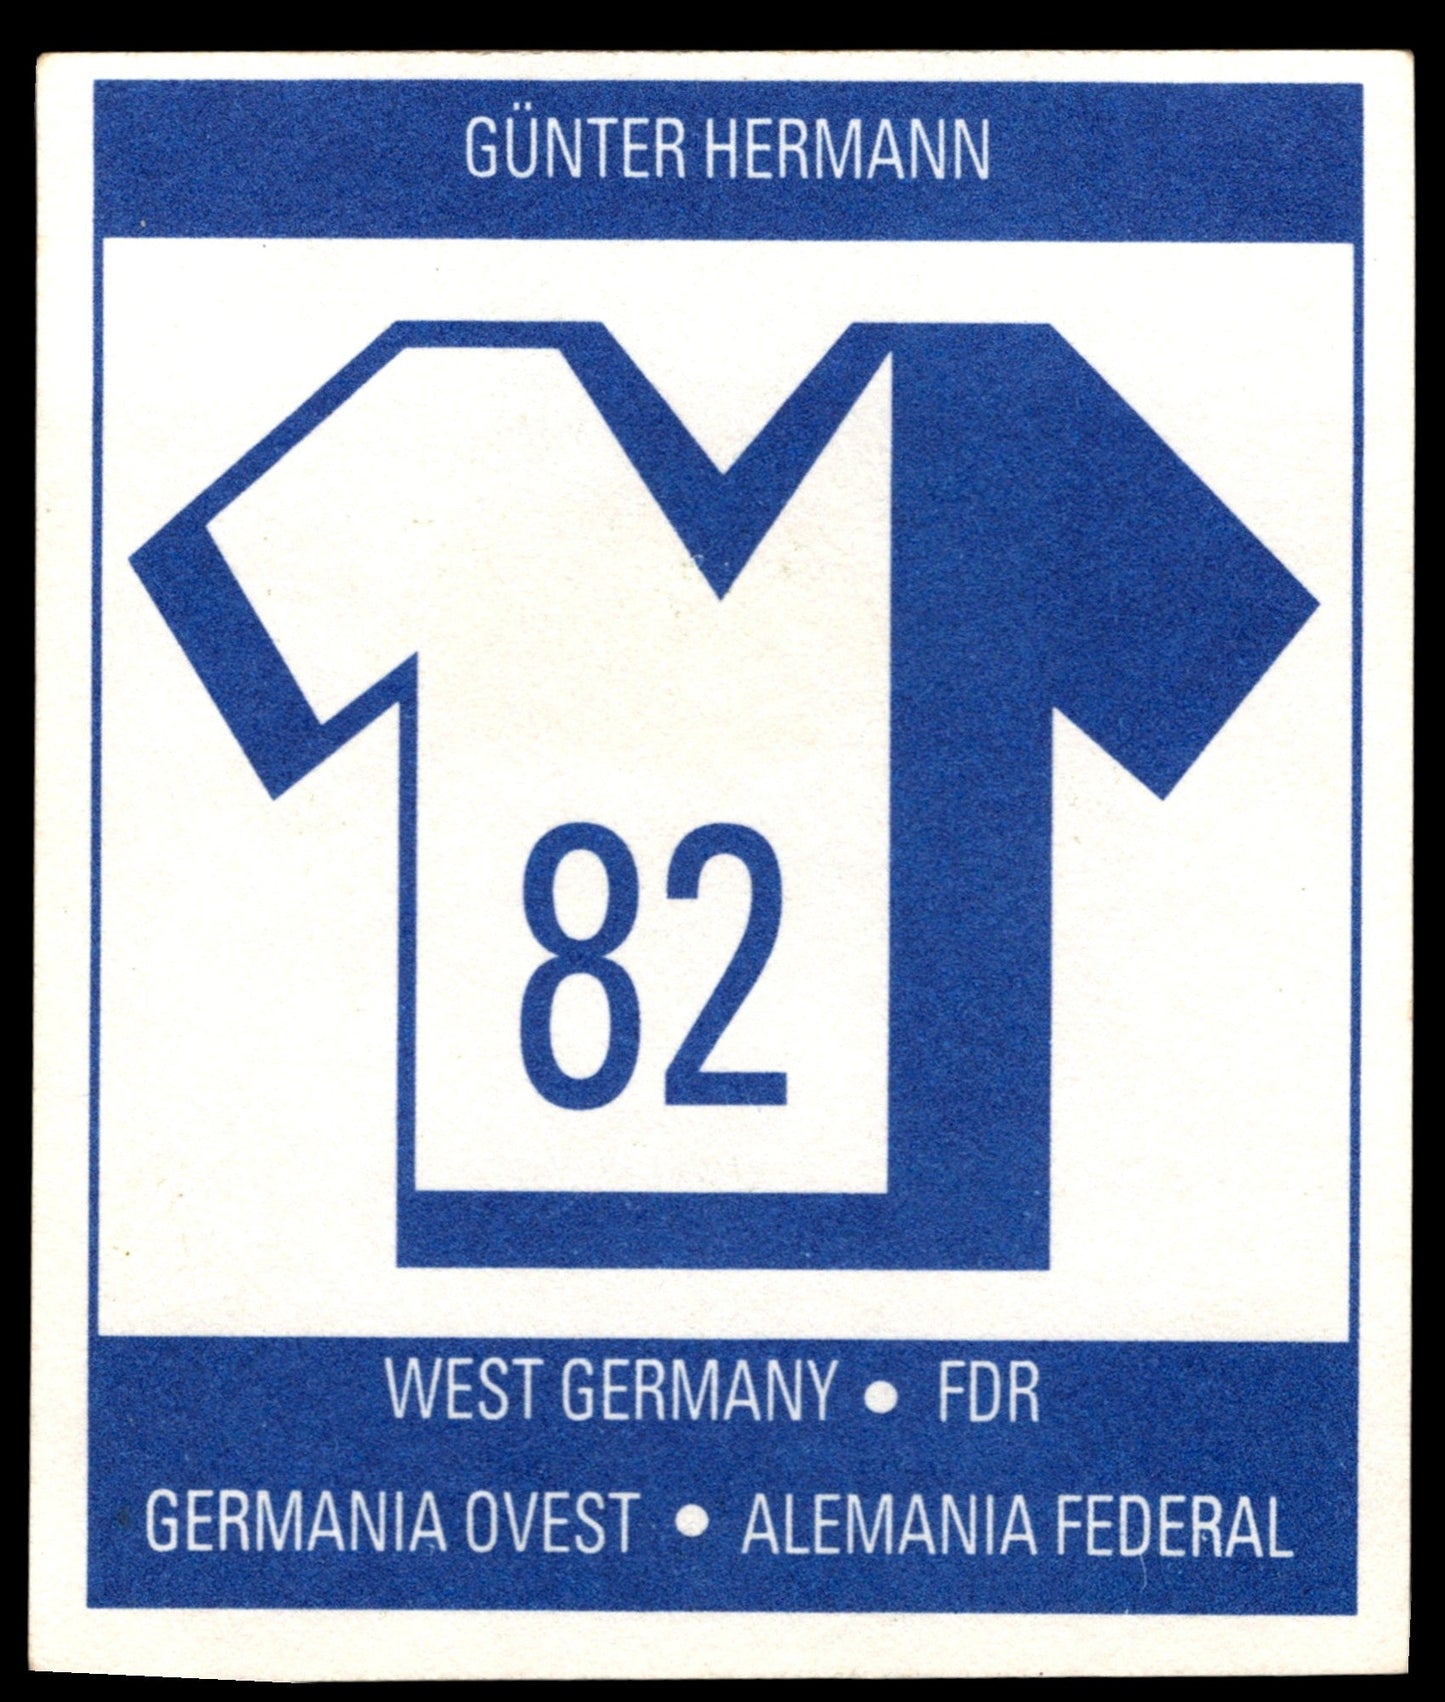 GÜNTER HERMANN
82
WEST GERMANY • FDR
GERMANIA OVEST • ALEMANIA FEDERAL